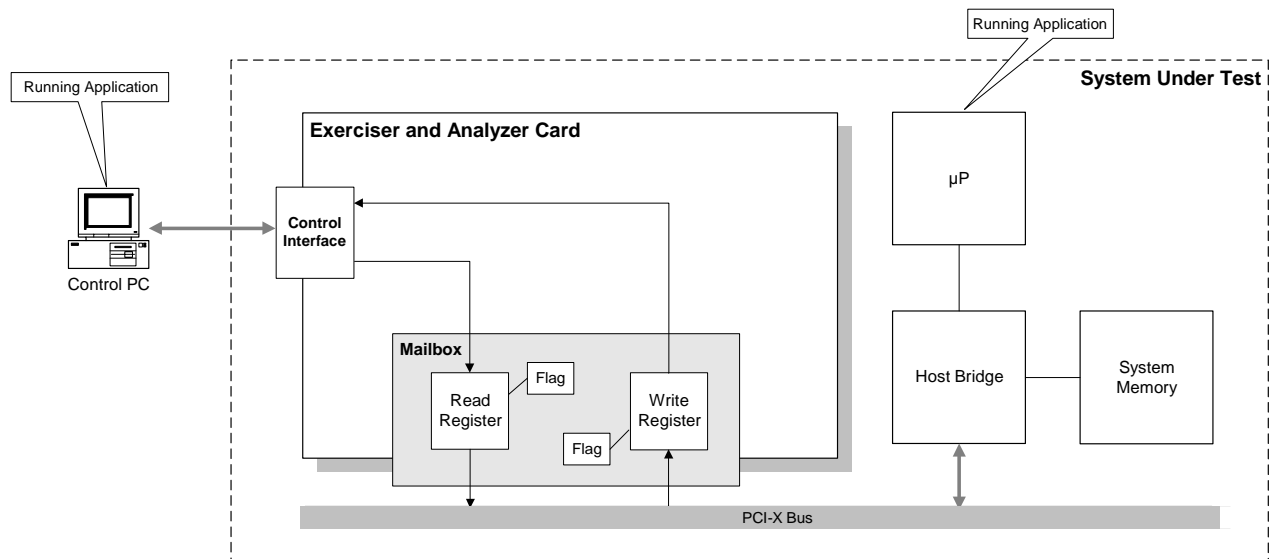 Running Application
System Under Test
Running Application
Exerciser and Analyzer Card
µP
Control
Interface
Control PC
Mailbox
Flag
Read
Register
Write
Register
Flag
Host Bridge
System
Memory
PCI-X Bus